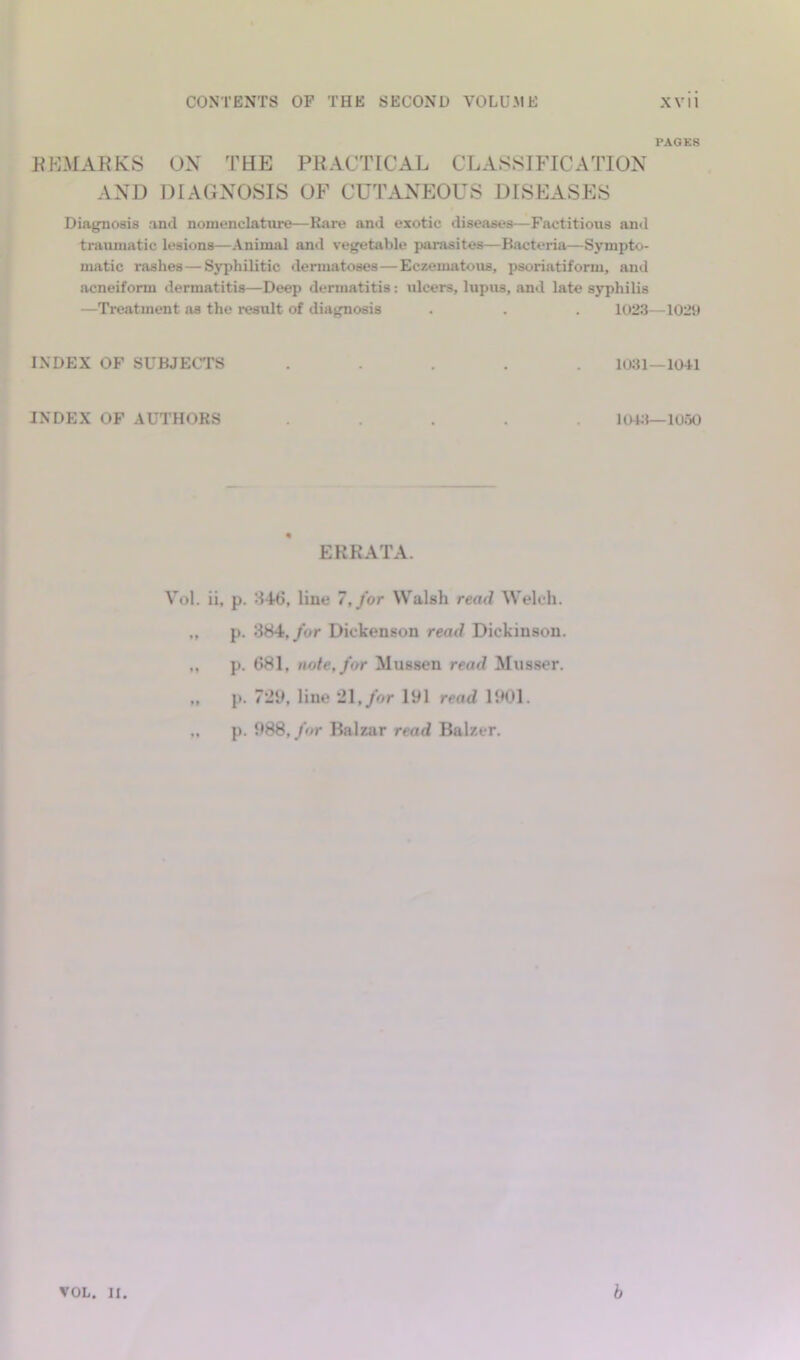 CONTENTS OF THE SECOND VOLUME xvii
PAGES
REMARKS ON THE PRACTICAL CLASSIFICATION
AND DIAGNOSIS OF CUTANEOUS DISEASES
Diagnosis and nomenclature—Rare and exotic diseases—Factitious and
traumatic lesions—Animal and vegetable parasites—Bacteria—Sympto-
matic rashes—Syphilitic dermatoses—Eczematous, psoriatiform, and
acneiform dermatitis—Deep dermatitis: ulcers, lupus, and late syphilis
—Treatment as the result of diagnosis . . . 1023—1029
INDEX OF SUBJECTS . . . . . 1031—1041
INDEX OF AUTHORS . . . . . 1043—1050
ERRATA.
Vol. ii, p. 346, line 7, for Walsh read Welch.
„ p. 384, for Dickenson read Dickinson.
„ p. 681, note, for Mussen read Musser.
„ p. 729, line 21, for 191 read 1901.
„ p. 988, for Balzar read Balzer.
VOL. II. b